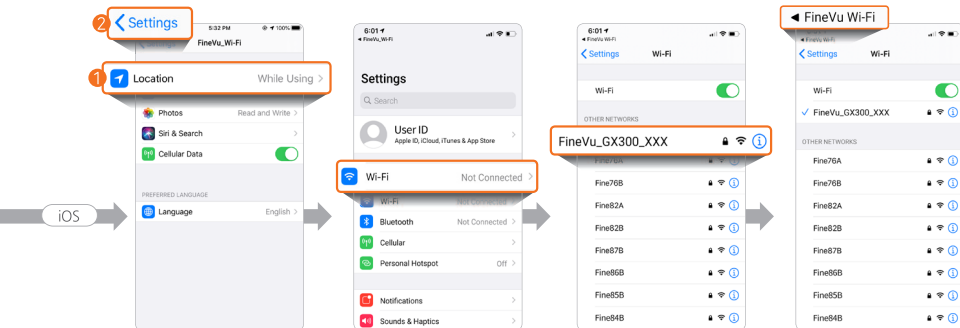 iOS
2
Settings
5:32 PM
100%
FineVu_Wi-Fi
1
Location
While Using
Photos
Read and Write
Siri & Search
Cellular Data
PREFERRED LANGUAGE
Language
English
6:01
◄ FineVu_Wi-Fi
Settings
Search
User ID
Apple ID, iCloud, iTunes & App Store
Wi-Fi
Not Connected
Wi-Fi
Not Connected
Bluetooth
Not Connected
Cellular
Personal Hotspot
Off
Notifications
Sounds & Haptics
6:01
◄ FineVu Wi-Fi
Settings
Wi-Fi
Wi-Fi
OTHER NETWORKS
FineVu_GX300_XXX
Fine76A
Fine76B
Fine82A
Fine82B
Fine87B
Fine86B
Fine85B
Fine84B
◄ FineVu Wi-Fi
◄ FineVu Wi-Fi
Settings
Wi-Fi
Wi-Fi
FineVu_GX300_XXX
OTHER NETWORKS
Fine76A
Fine76B
Fine82A
Fine82B
Fine87B
Fine86B
Fine85B
Fine84B